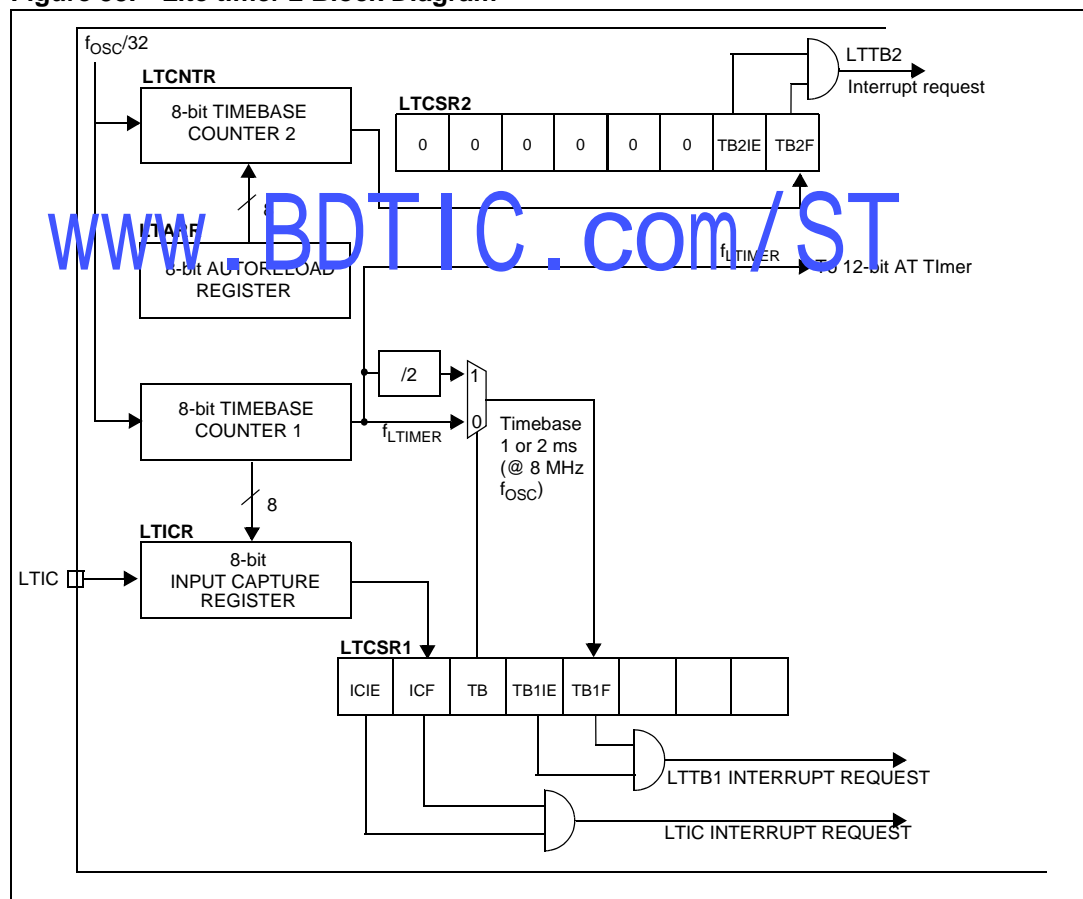 fOSC/32
LTCNTR
8-bit TIMEBASE
COUNTER 2
LTTB2
Interrupt request
LTCSR2
0 0 0 0 0 0 TB2IE TB2F
www.BDTIC.com/ST
8-bit AUTORELOAD
REGISTER
fLTIMER
To 12-bit AT TImer
/2
1
0
8-bit TIMEBASE
COUNTER 1
fLTIMER
Timebase
1 or 2 ms
(@ 8 MHz
fOSC)
8
LTICR
8-bit
INPUT CAPTURE
REGISTER
LTIC
LTCSR1
ICIE ICF TB TB1IE TB1F
LTTB1 INTERRUPT REQUEST
LTIC INTERRUPT REQUEST